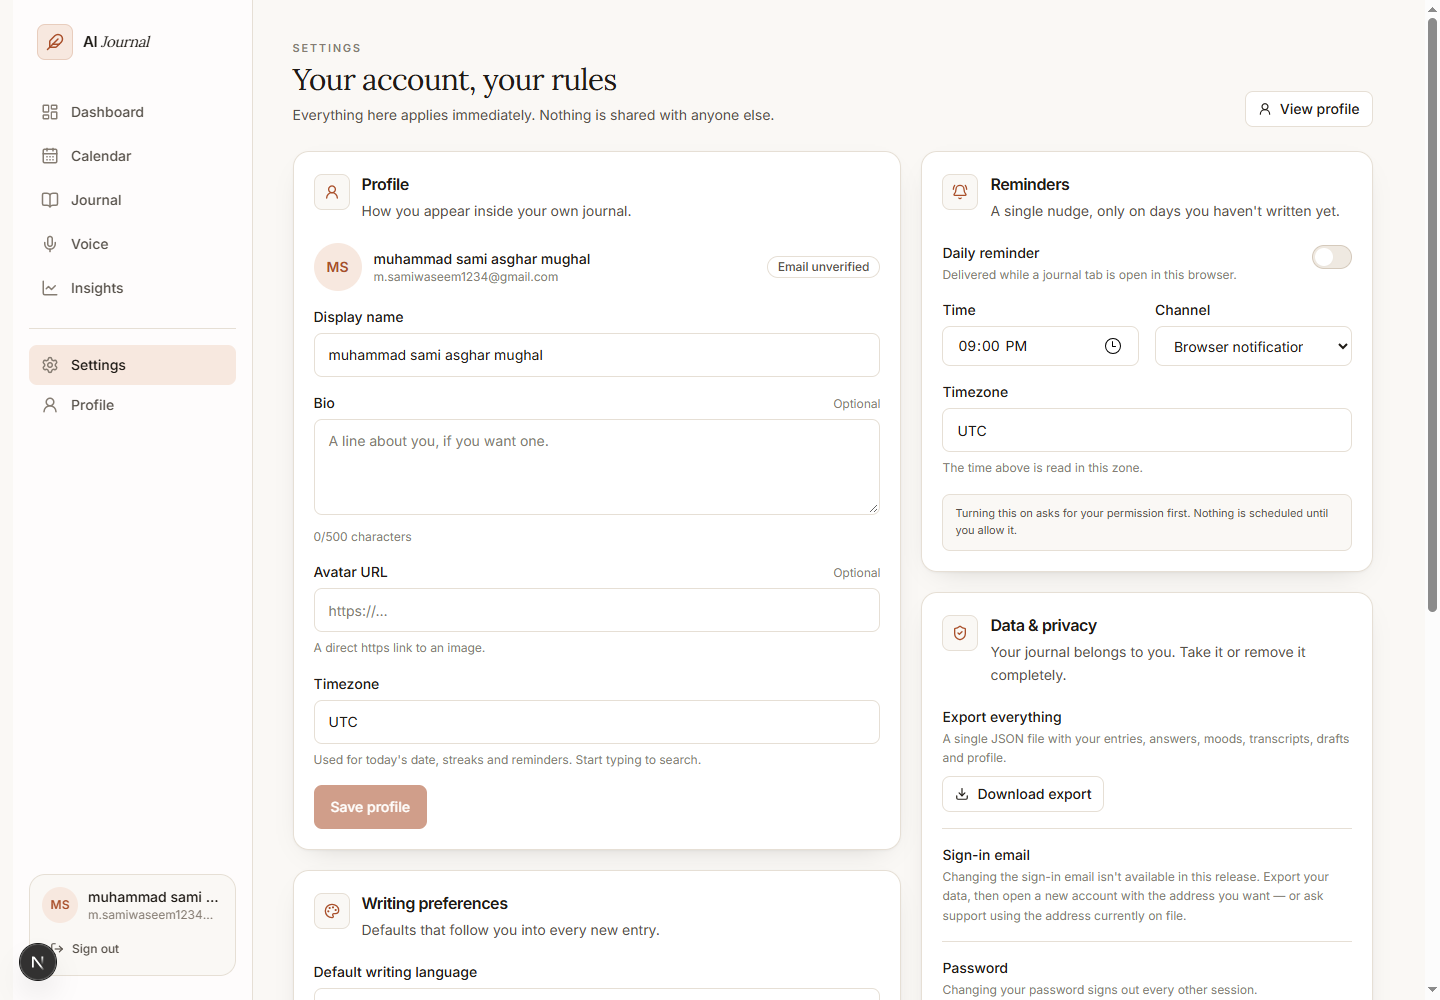 AI Journal
Dashboard
Calendar
Journal
Voice
Insights
Settings
Profile
MS
muhammad sami ...
m.samiwaseem1234...
Sign out
N
SETTINGS
Your account, your rules
Everything here applies immediately. Nothing is shared with anyone else.
View profile
Profile
How you appear inside your own journal.
MS
muhammad sami asghar mughal
m.samiwaseem1234@gmail.com
Email unverified
Display name
muhammad sami asghar mughal
Bio
Optional
A line about you, if you want one.
0/500 characters
Avatar URL
Optional
https://...
A direct https link to an image.
Timezone
UTC
Used for today's date, streaks and reminders. Start typing to search.
Save profile
Writing preferences
Defaults that follow you into every new entry.
Default writing language
Reminders
A single nudge, only on days you haven't written yet.
Daily reminder
Delivered while a journal tab is open in this browser.
Time
Channel
09:00 PM
Browser notification
Timezone
UTC
The time above is read in this zone.
Turning this on asks for your permission first. Nothing is scheduled until
you allow it.
Data & privacy
Your journal belongs to you. Take it or remove it
completely.
Export everything
A single JSON file with your entries, answers, moods, transcripts, drafts
and profile.
Download export
Sign-in email
Changing the sign-in email isn't available in this release. Export your
data, then open a new account with the address you want — or ask
support using the address currently on file.
Password
Changing your password signs out every other session.